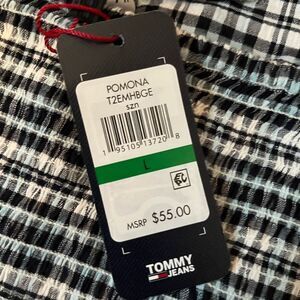 POMONA
T2EMHBGE
szn
1 95105 13720 8
L
MSRP $55.00
TOMMY
JEANS